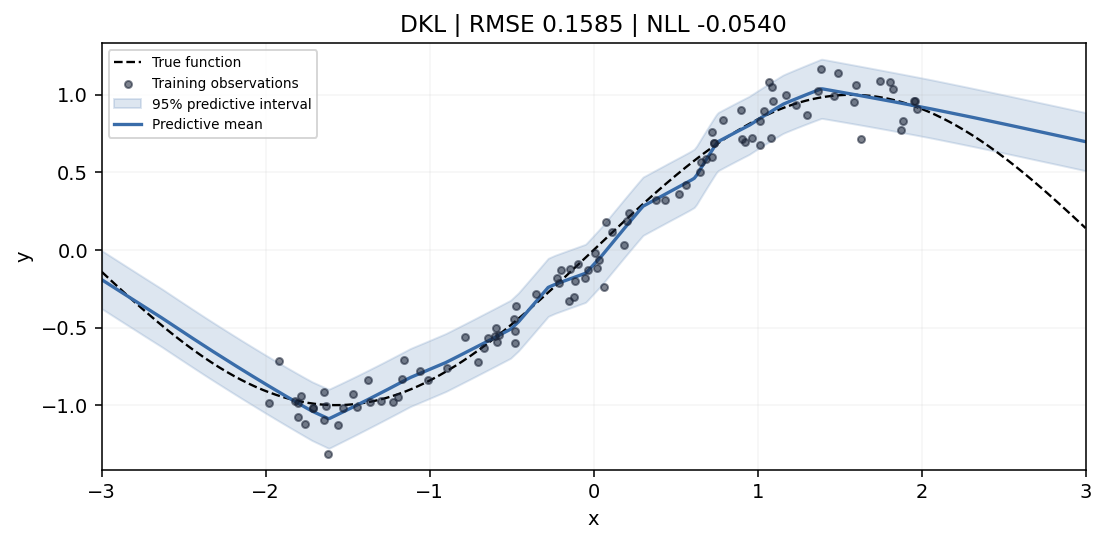 DKL | RMSE 0.1585 | NLL -0.0540
True function
Training observations
95% predictive interval
Predictive mean
1.0
0.5
0.0
−0.5
−1.0
y
−3
−2
−1
0
1
2
3
x